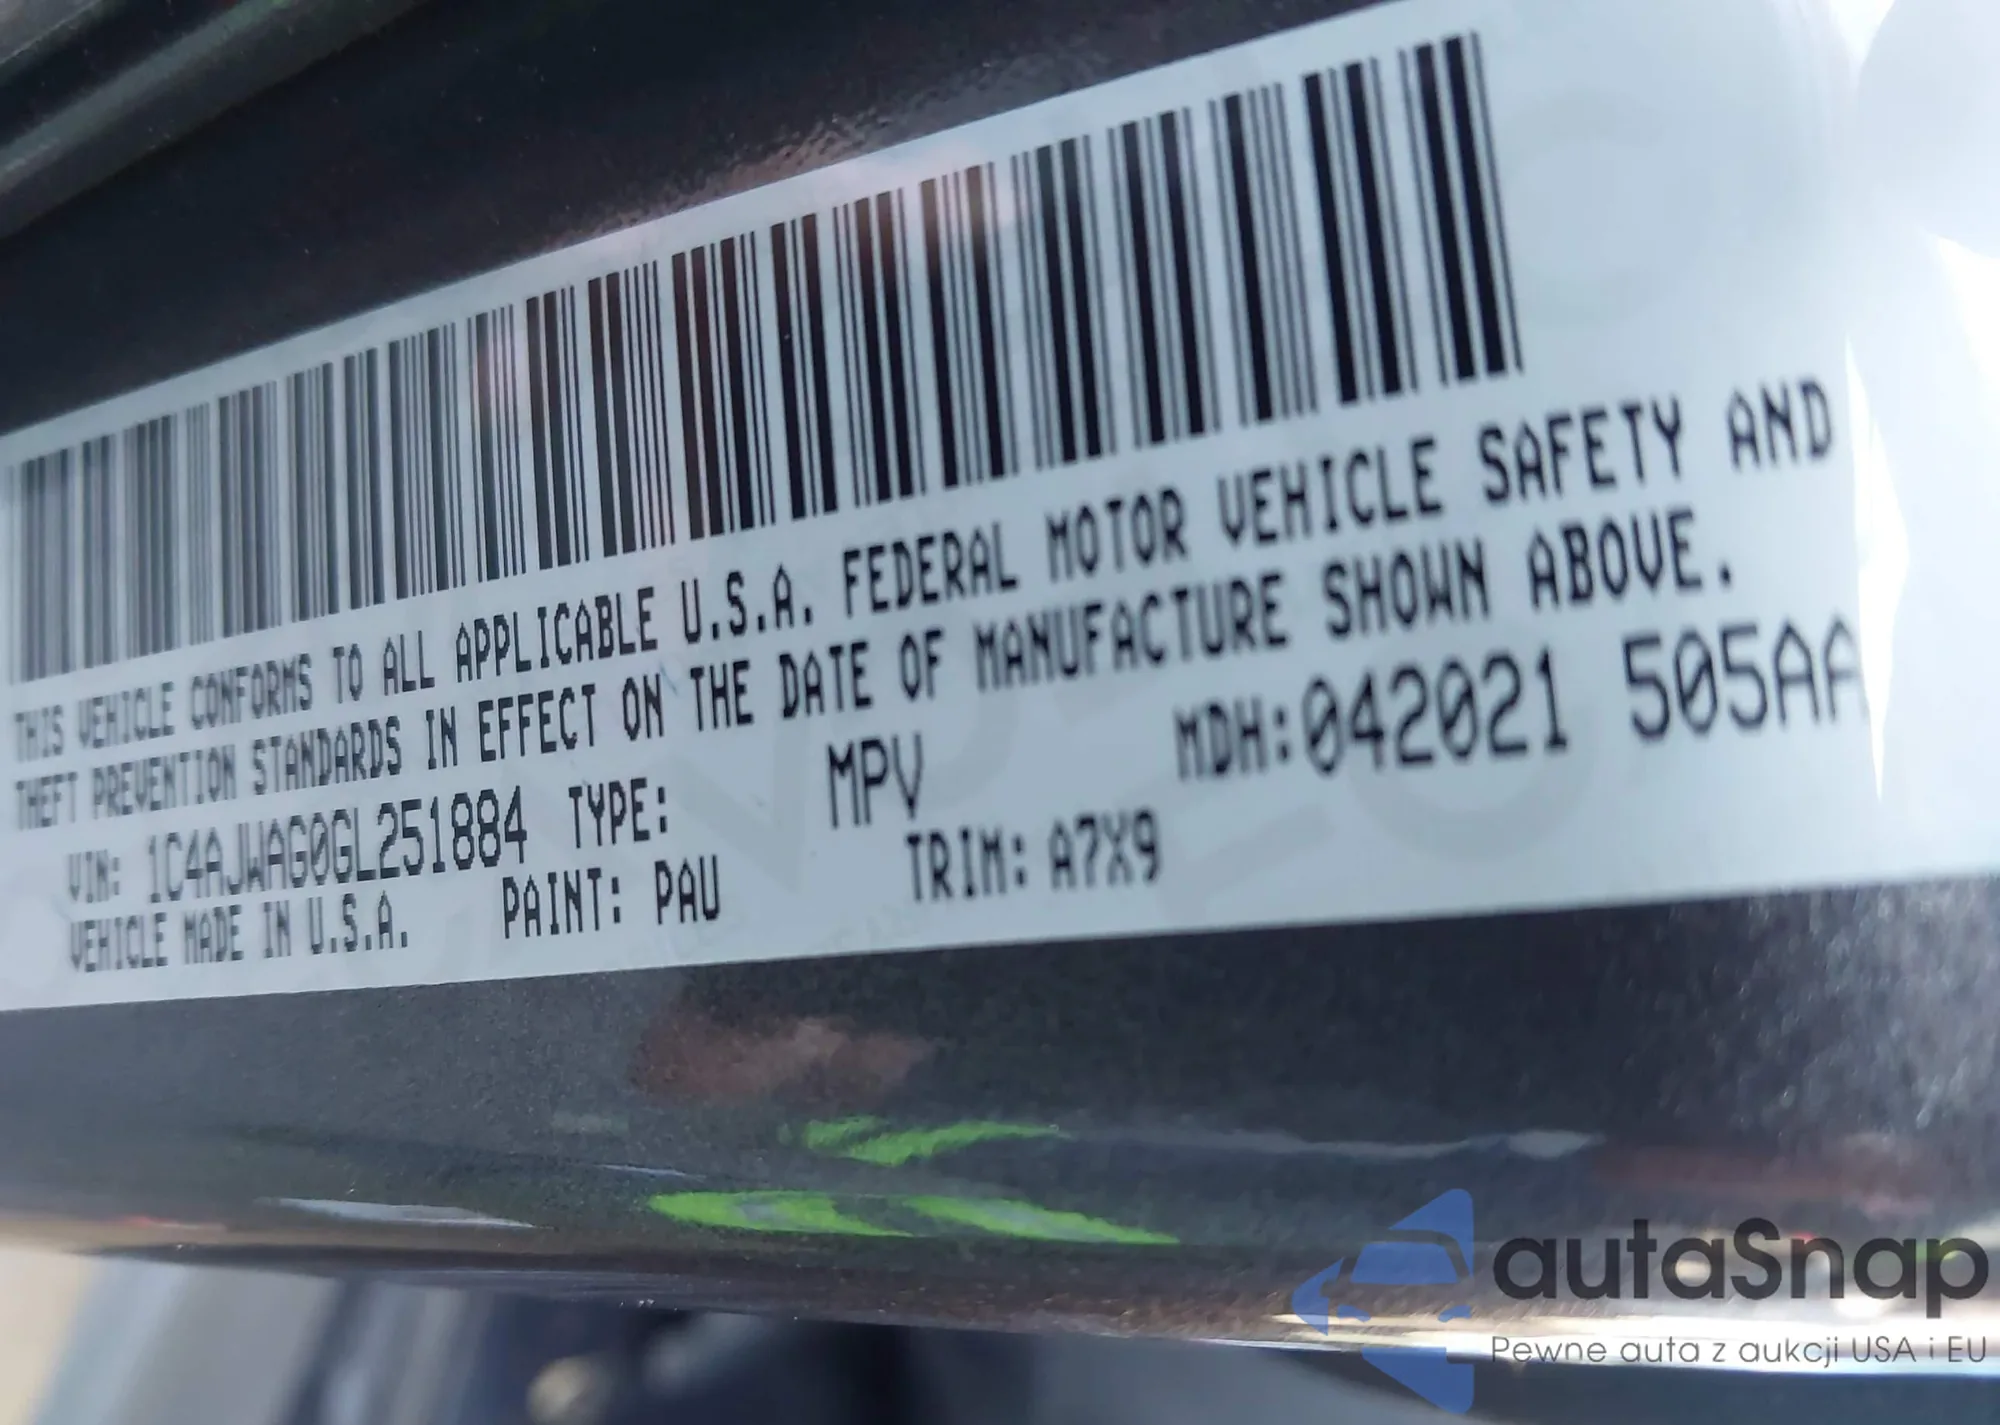 THIS VEHICLE CONFORMS TO ALL APPLICABLE U.S.A. FEDERAL MOTOR VEHICLE SAFETY AND
THEFT PREVENTION STANDARDS IN EFFECT ON THE DATE OF MANUFACTURE SHOWN ABOVE.
VIN: 1C4AJWAG0GL251884 TYPE: MPV MDH:042021 505AA
VEHICLE MADE IN U.S.A. PAINT: PAU TRIM: A7X9
autaSnap
Pewne auta z aukcji USA i EU